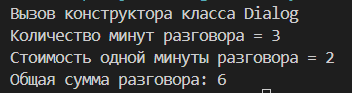 Вызов конструктора класса Dialog
Количество минут разговора = 3
Стоимость одной минуты разговора = 2
Общая сумма разговора: 6